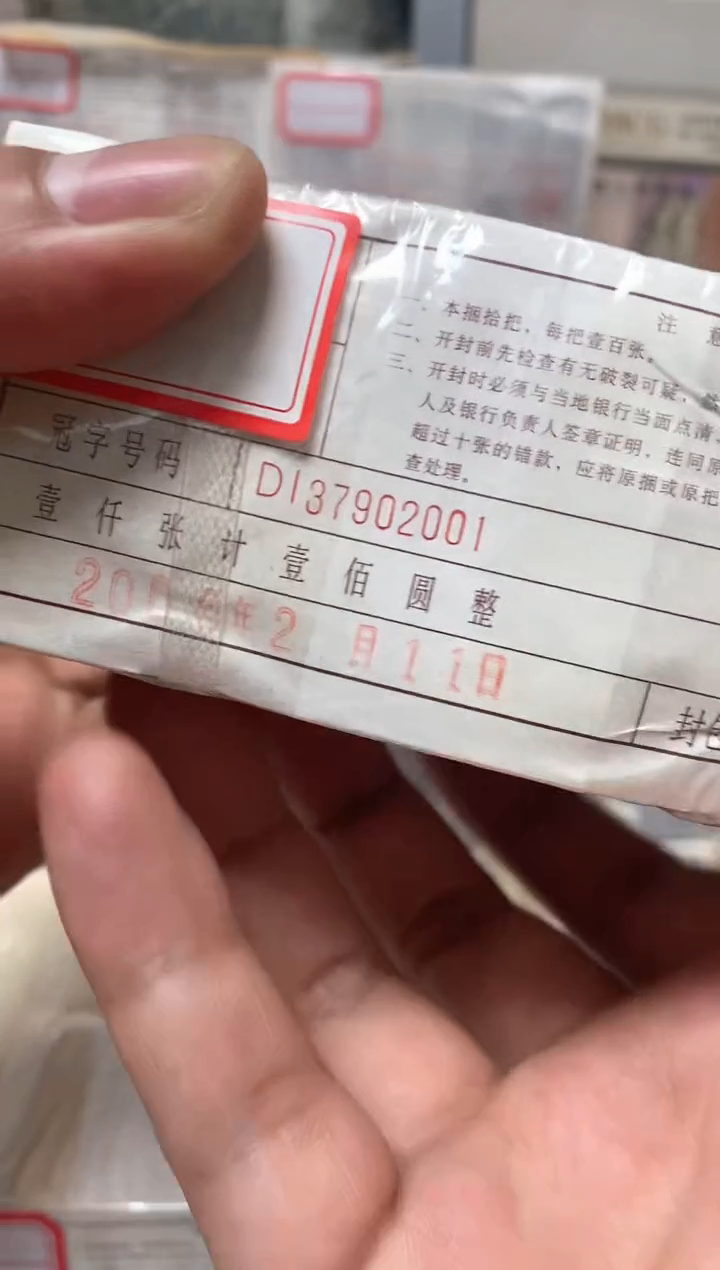 注 意
一、本捆拾把，每把壹百张。
二、开封前先检查有无破裂可疑，
三、开封时必须与当地银行当面点清
人及银行负责人签章证明，连同原
超过十张的错款，应将原捆或原把
查处理。
冠字号码 D137902001
壹仟张计壹佰圆整
200 年2月11日
封